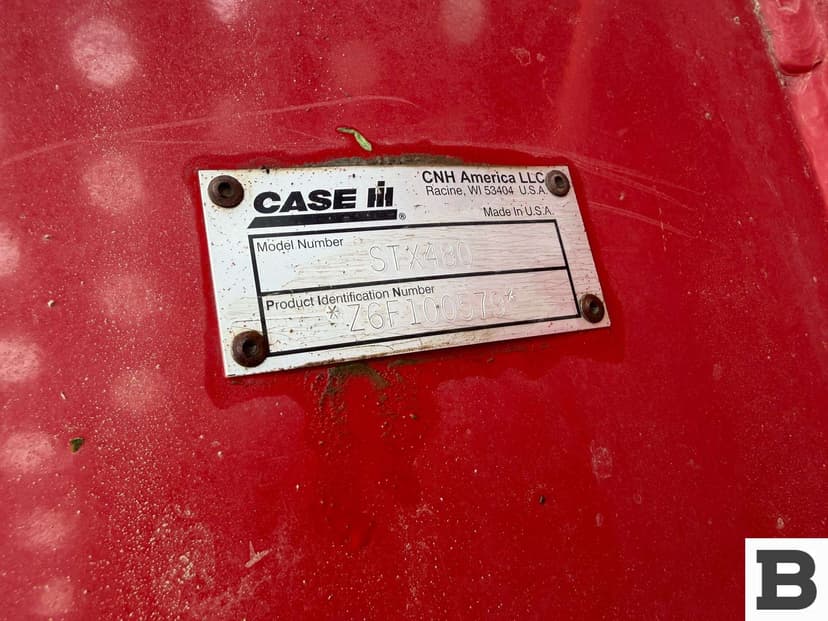 CASE IH®
CNH America LLC
Racine, WI 53404 U.S.A.
Made In U.S.A.
Model Number
STX480
Product Identification Number
*Z6F100579*
B